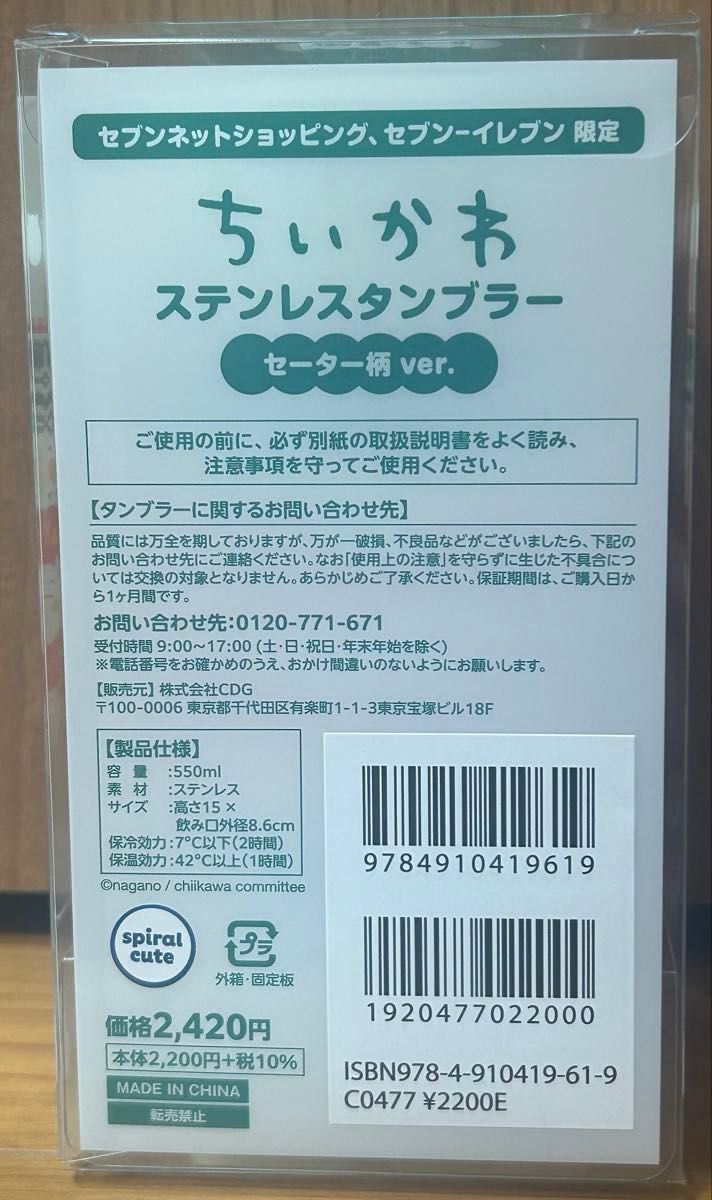 セブンネットショッピング、セブン-イレブン 限定
ちいかわ
ステンレスタンブラー
セーター柄 ver.
ご使用の前に、必ず別紙の取扱説明書をよく読み、
注意事項を守ってご使用ください。
【タンブラーに関するお問い合わせ先】
品質には万全を期しておりますが、万が一破損、不良品などがございましたら、下記の
お問い合わせ先にご連絡ください。なお「使用上の注意」を守らずに生じた不具合につ
いては交換の対象となりません。あらかじめご了承ください。保証期間は、ご購入日か
ら1ヶ月間です。
お問い合わせ先:0120-771-671
受付時間 9:00～17:00 (土・日・祝日・年末年始を除く)
※電話番号をお確かめのうえ、おかけ間違いのないようにお願いします。
【販売元】 株式会社CDG
〒100-0006 東京都千代田区有楽町1-1-3東京宝塚ビル18F
【製品仕様】
容 量 :550ml
素 材 :ステンレス
サイズ :高さ15 ×
飲み口外径8.6cm
保冷効力:7℃以下(2時間)
保温効力:42℃以上(1時間)
©nagano / chiikawa committee
spiral
cute
プラ
外箱・固定板
価格2,420円
本体2,200円+税10%
MADE IN CHINA
転売禁止
9784910419619
1920477022000
ISBN978-4-910419-61-9
C0477 ¥2200E